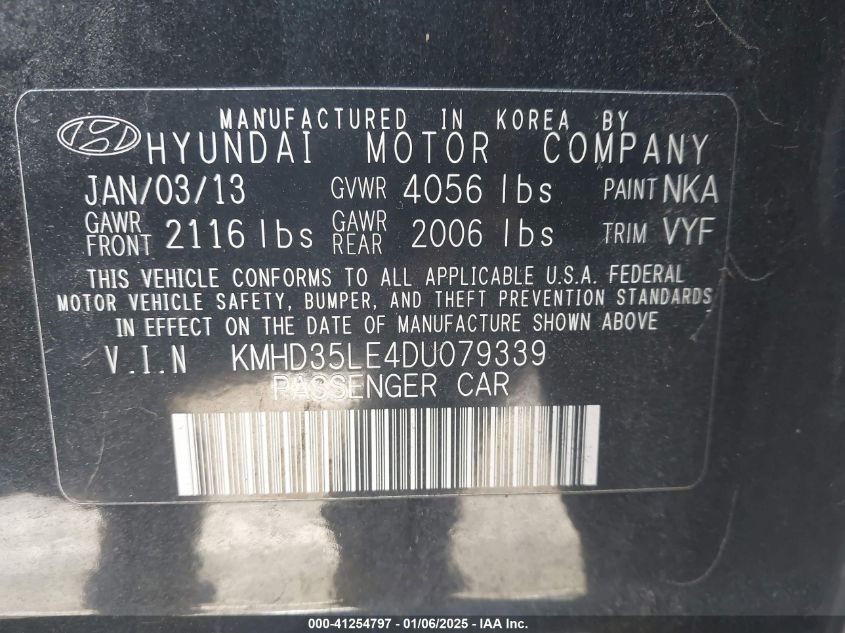 MANUFACTURED IN KOREA BY
HYUNDAI MOTOR COMPANY
JAN/03/13 GVWR 4056 lbs PAINT NKA
GAWR FRONT 2116 lbs GAWR REAR 2006 lbs TRIM VYF
THIS VEHICLE CONFORMS TO ALL APPLICABLE U.S.A. FEDERAL
MOTOR VEHICLE SAFETY, BUMPER, AND THEFT PREVENTION STANDARDS
IN EFFECT ON THE DATE OF MANUFACTURE SHOWN ABOVE
V.I.N KMHD35LE4DU079339
PASSENGER CAR
000-41254797 - 01/06/2025 - IAA Inc.